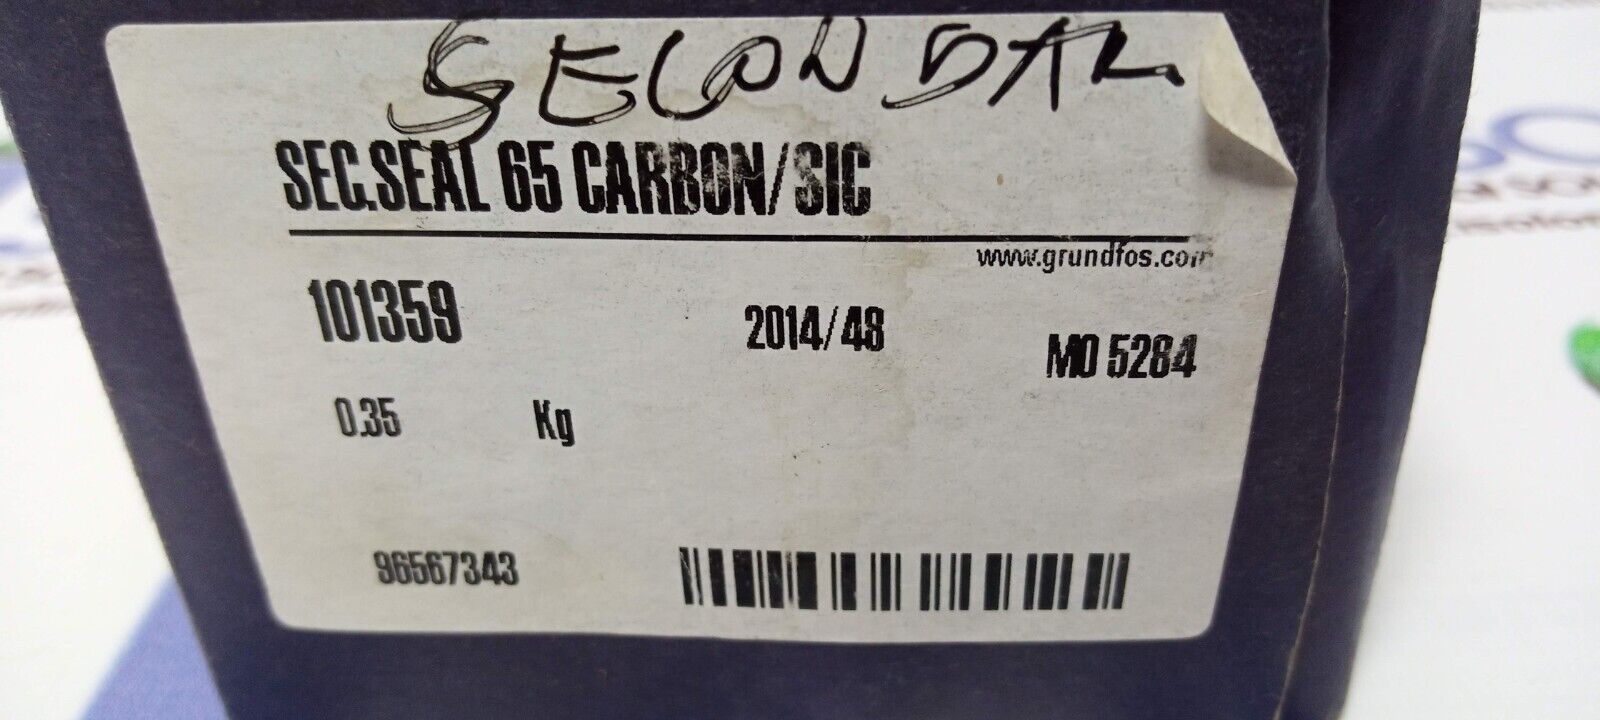 SECONDAR
SEC.SEAL 65 CARBON/SIC
www.grundfos.com
101359
2014/48
MO 5284
0.35 Kg
96567343